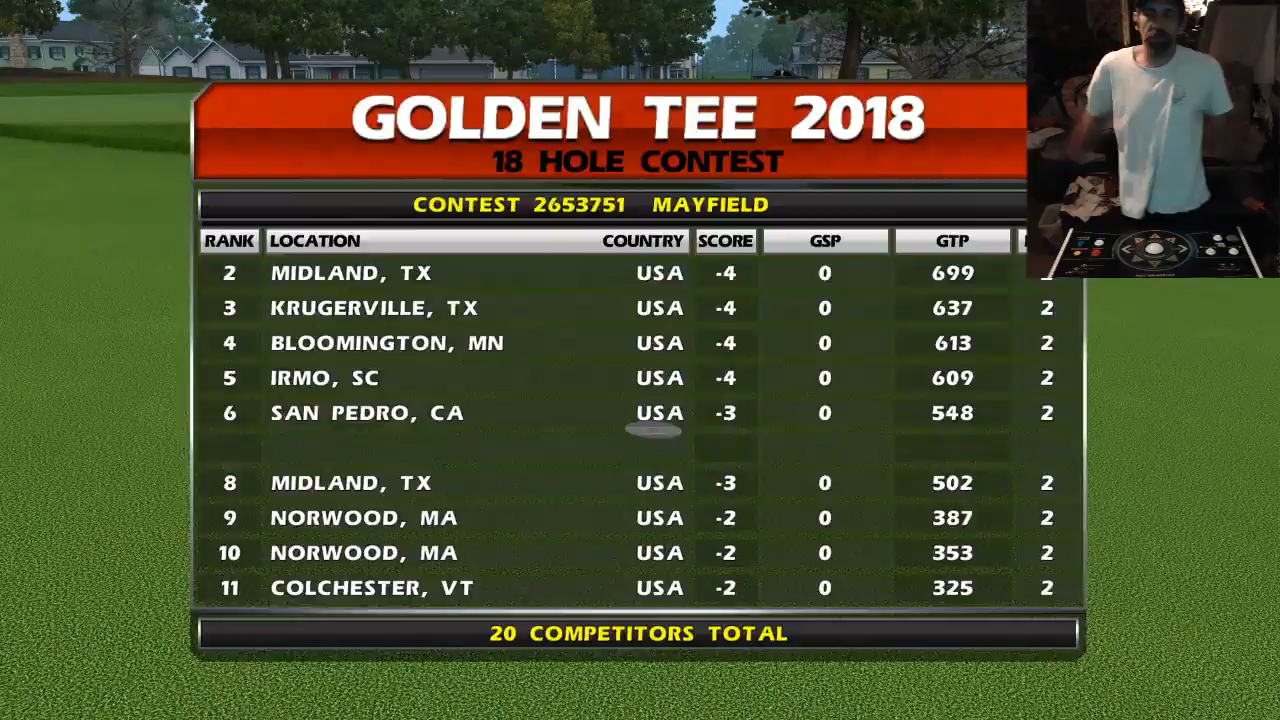 GOLDEN TEE 2018
18 HOLE CONTEST
CONTEST 2653751 MAYFIELD
RANK LOCATION COUNTRY SCORE GSP GTP
2 MIDLAND, TX USA -4 0 699
3 KRUGERVILLE, TX USA -4 0 637 2
4 BLOOMINGTON, MN USA -4 0 613 2
5 IRMO, SC USA -4 0 609 2
6 SAN PEDRO, CA USA -3 0 548 2
8 MIDLAND, TX USA -3 0 502 2
9 NORWOOD, MA USA -2 0 387 2
10 NORWOOD, MA USA -2 0 353 2
11 COLCHESTER, VT USA -2 0 325 2
20 COMPETITORS TOTAL